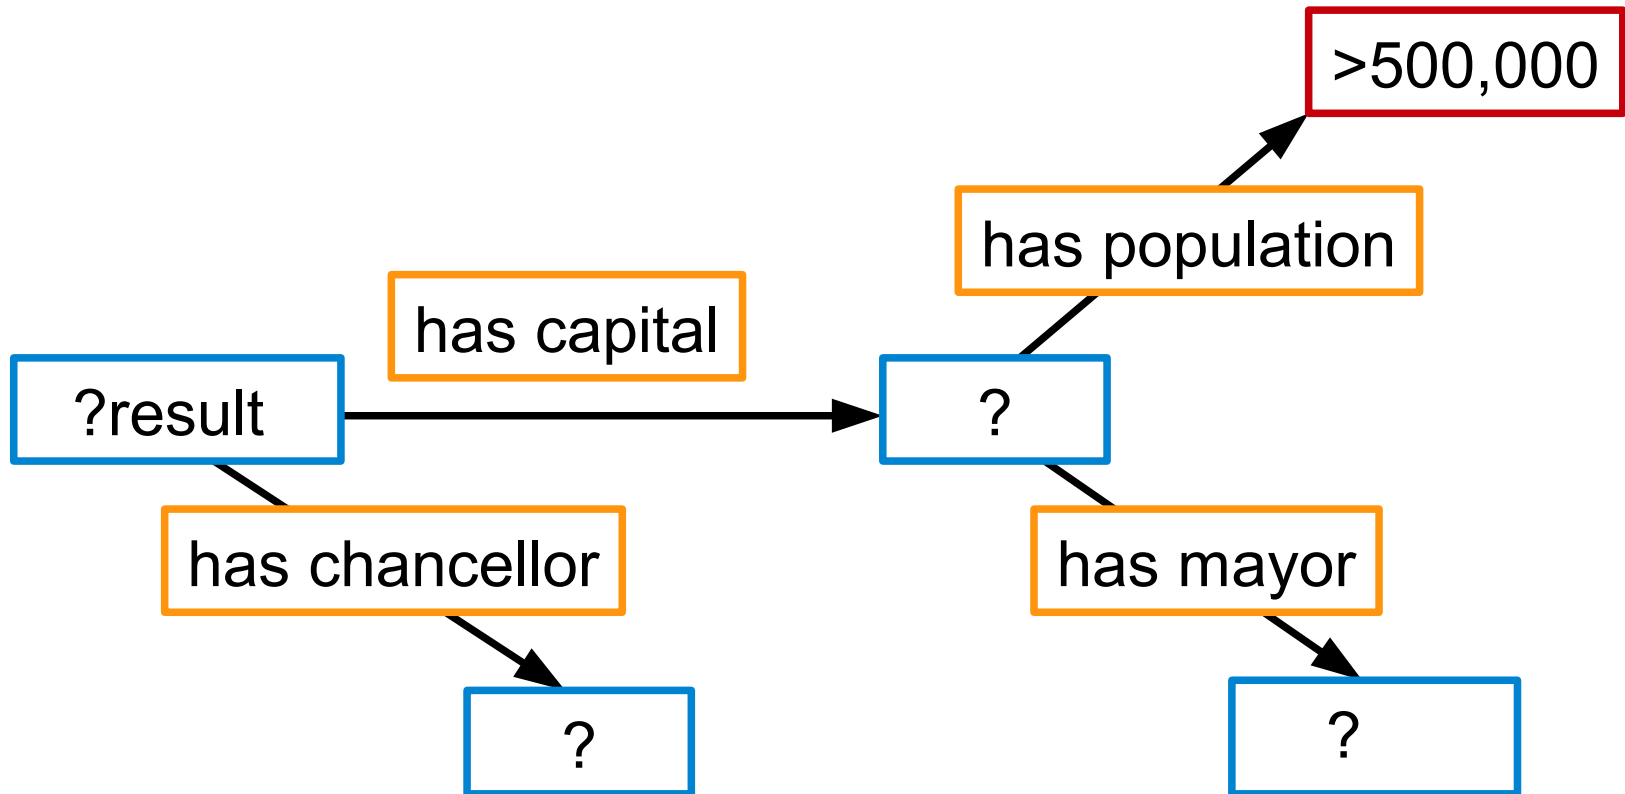 >500,000
has population
has capital
?result
?
has chancellor
has mayor
?
?